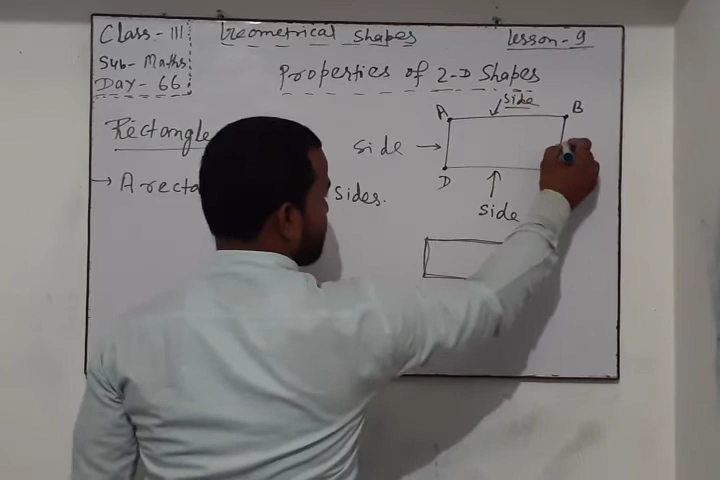 Class - III
Sub - Maths
Day - 66
Geometrical shapes
Lesson - 9
Properties of 2-D Shapes
Rectangle
→ A recta
sides.
side
A
B
side
D
side